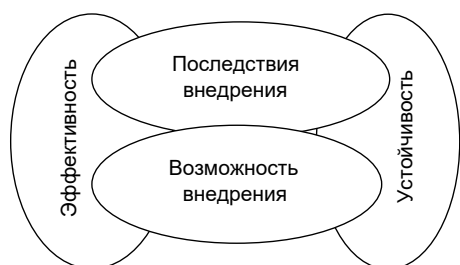 Эффективность
Последствия
внедрения
Возможность
внедрения
Устойчивость